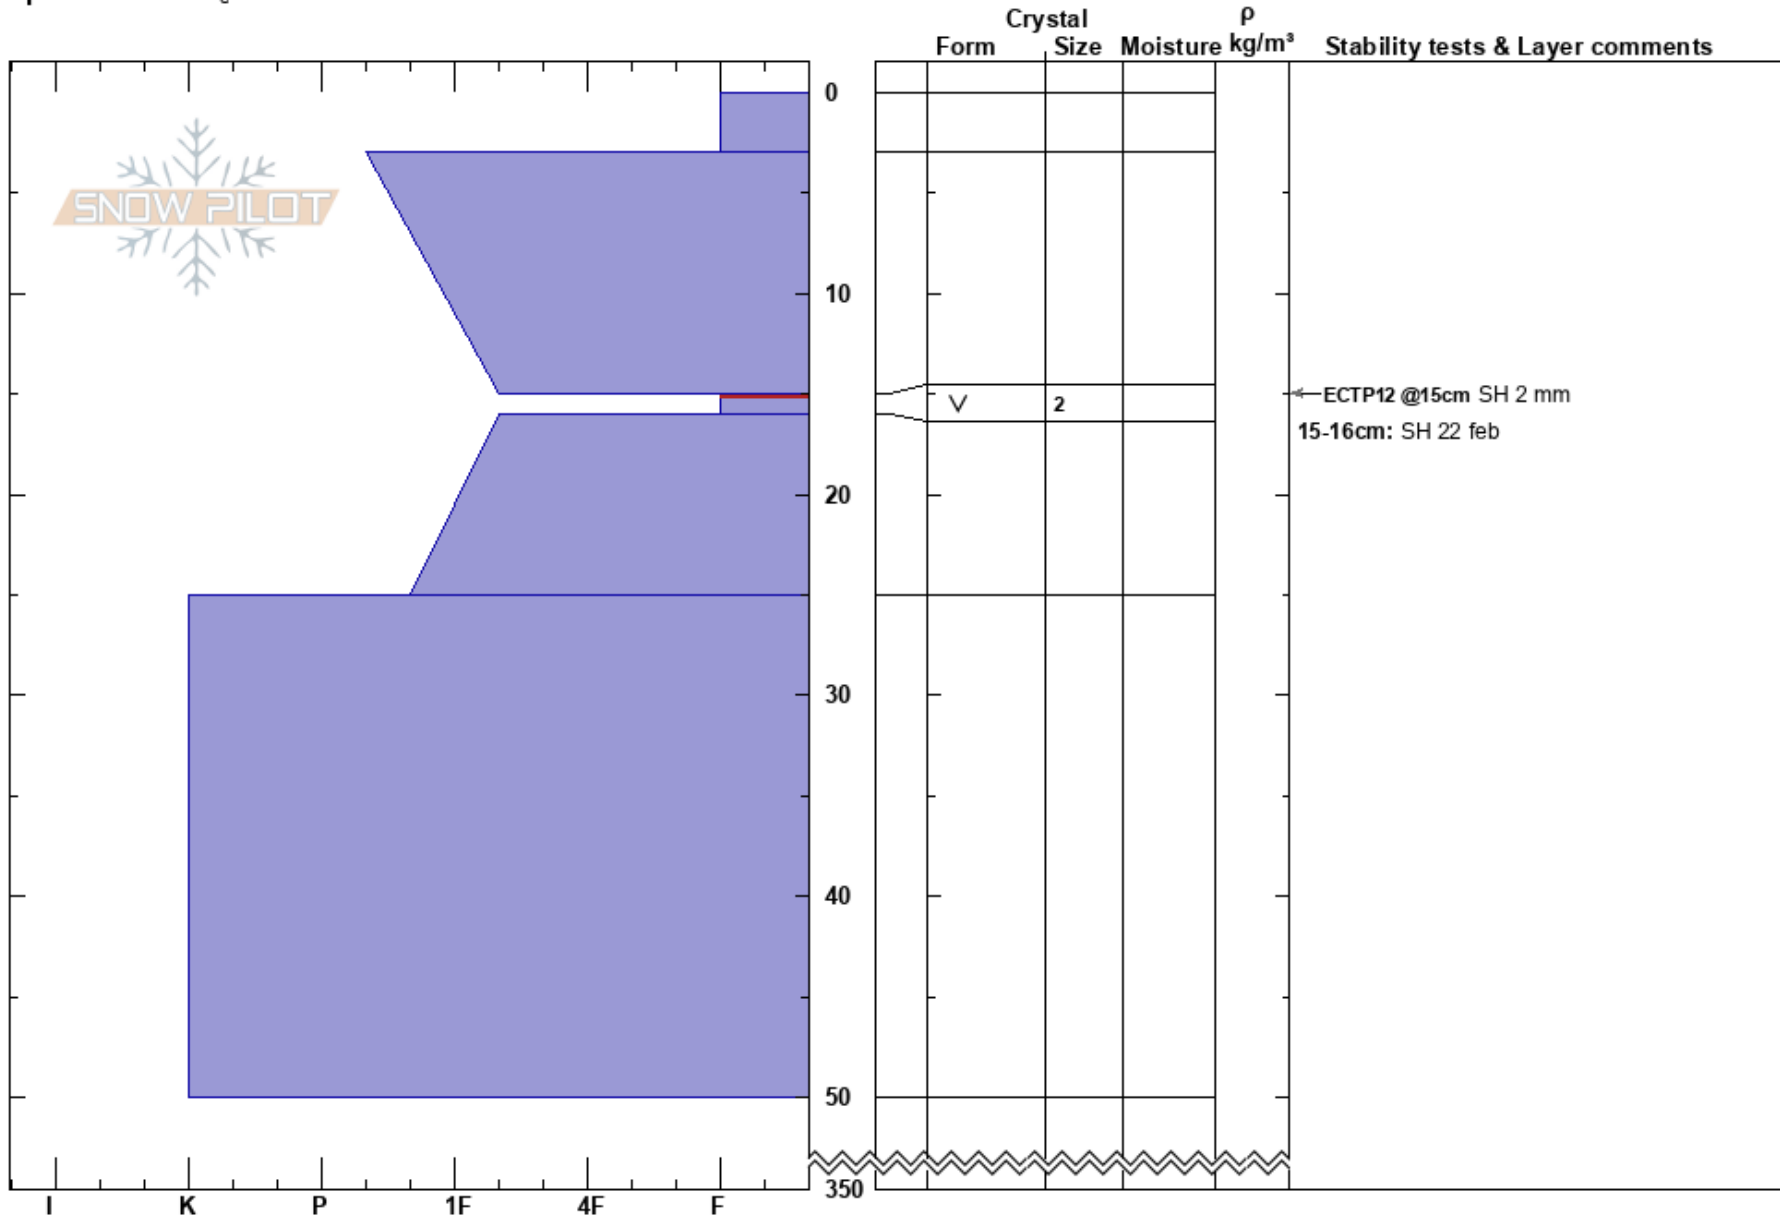 Crystal
ρ
Form Size Moisture kg/m³ Stability tests & Layer comments
0
SNOW PILOT
10
2
ECTP12 @15cm SH 2 mm
15-16cm: SH 22 feb
20
30
40
50
350
I K P 1F 4F F